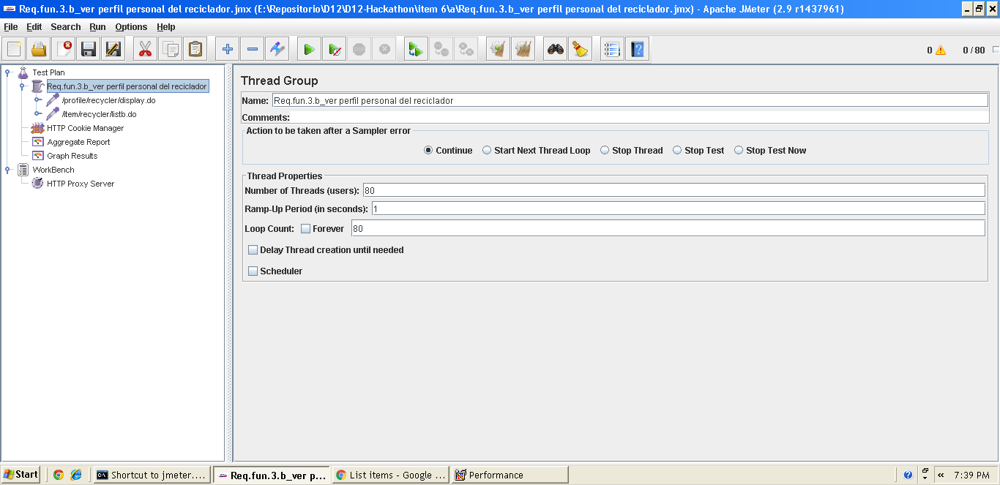 Req.fun.3.b_ver perfil personal del reciclador.jmx (E:\Repositorio\D12\D12-Hackathon\item 6\a\Req.fun.3.b_ver perfil personal del reciclador.jmx) - Apache JMeter (2.9 r1437961)
File Edit Search Run Options Help
0 0 / 80
Test Plan
Req.fun.3.b_ver perfil personal del reciclador
/profile/recycler/display.do
/item/recycler/listb.do
HTTP Cookie Manager
Aggregate Report
Graph Results
WorkBench
HTTP Proxy Server
Thread Group
Name: Req.fun.3.b_ver perfil personal del reciclador
Comments:
Action to be taken after a Sampler error
Continue Start Next Thread Loop Stop Thread Stop Test Stop Test Now
Thread Properties
Number of Threads (users): 80
Ramp-Up Period (in seconds): 1
Loop Count: Forever 80
Delay Thread creation until needed
Scheduler
Start Shortcut to jmeter.... Req.fun.3.b_ver p... List items - Google ... Performance 7:39 PM